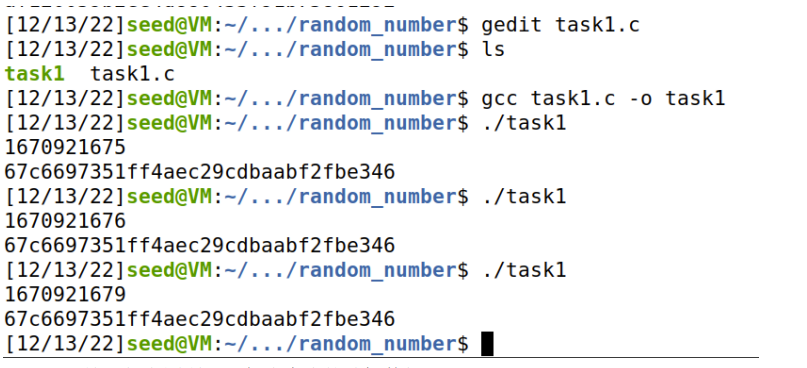 [12/13/22]seed@VM:~/.../random_number$ gedit task1.c
[12/13/22]seed@VM:~/.../random_number$ ls
task1  task1.c
[12/13/22]seed@VM:~/.../random_number$ gcc task1.c -o task1
[12/13/22]seed@VM:~/.../random_number$ ./task1
1670921675
67c6697351ff4aec29cdbaabf2fbe346
[12/13/22]seed@VM:~/.../random_number$ ./task1
1670921676
67c6697351ff4aec29cdbaabf2fbe346
[12/13/22]seed@VM:~/.../random_number$ ./task1
1670921679
67c6697351ff4aec29cdbaabf2fbe346
[12/13/22]seed@VM:~/.../random_number$